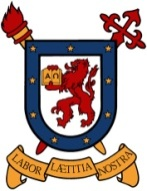 Α Ω
LABOR LÆTITIA NOSTRA